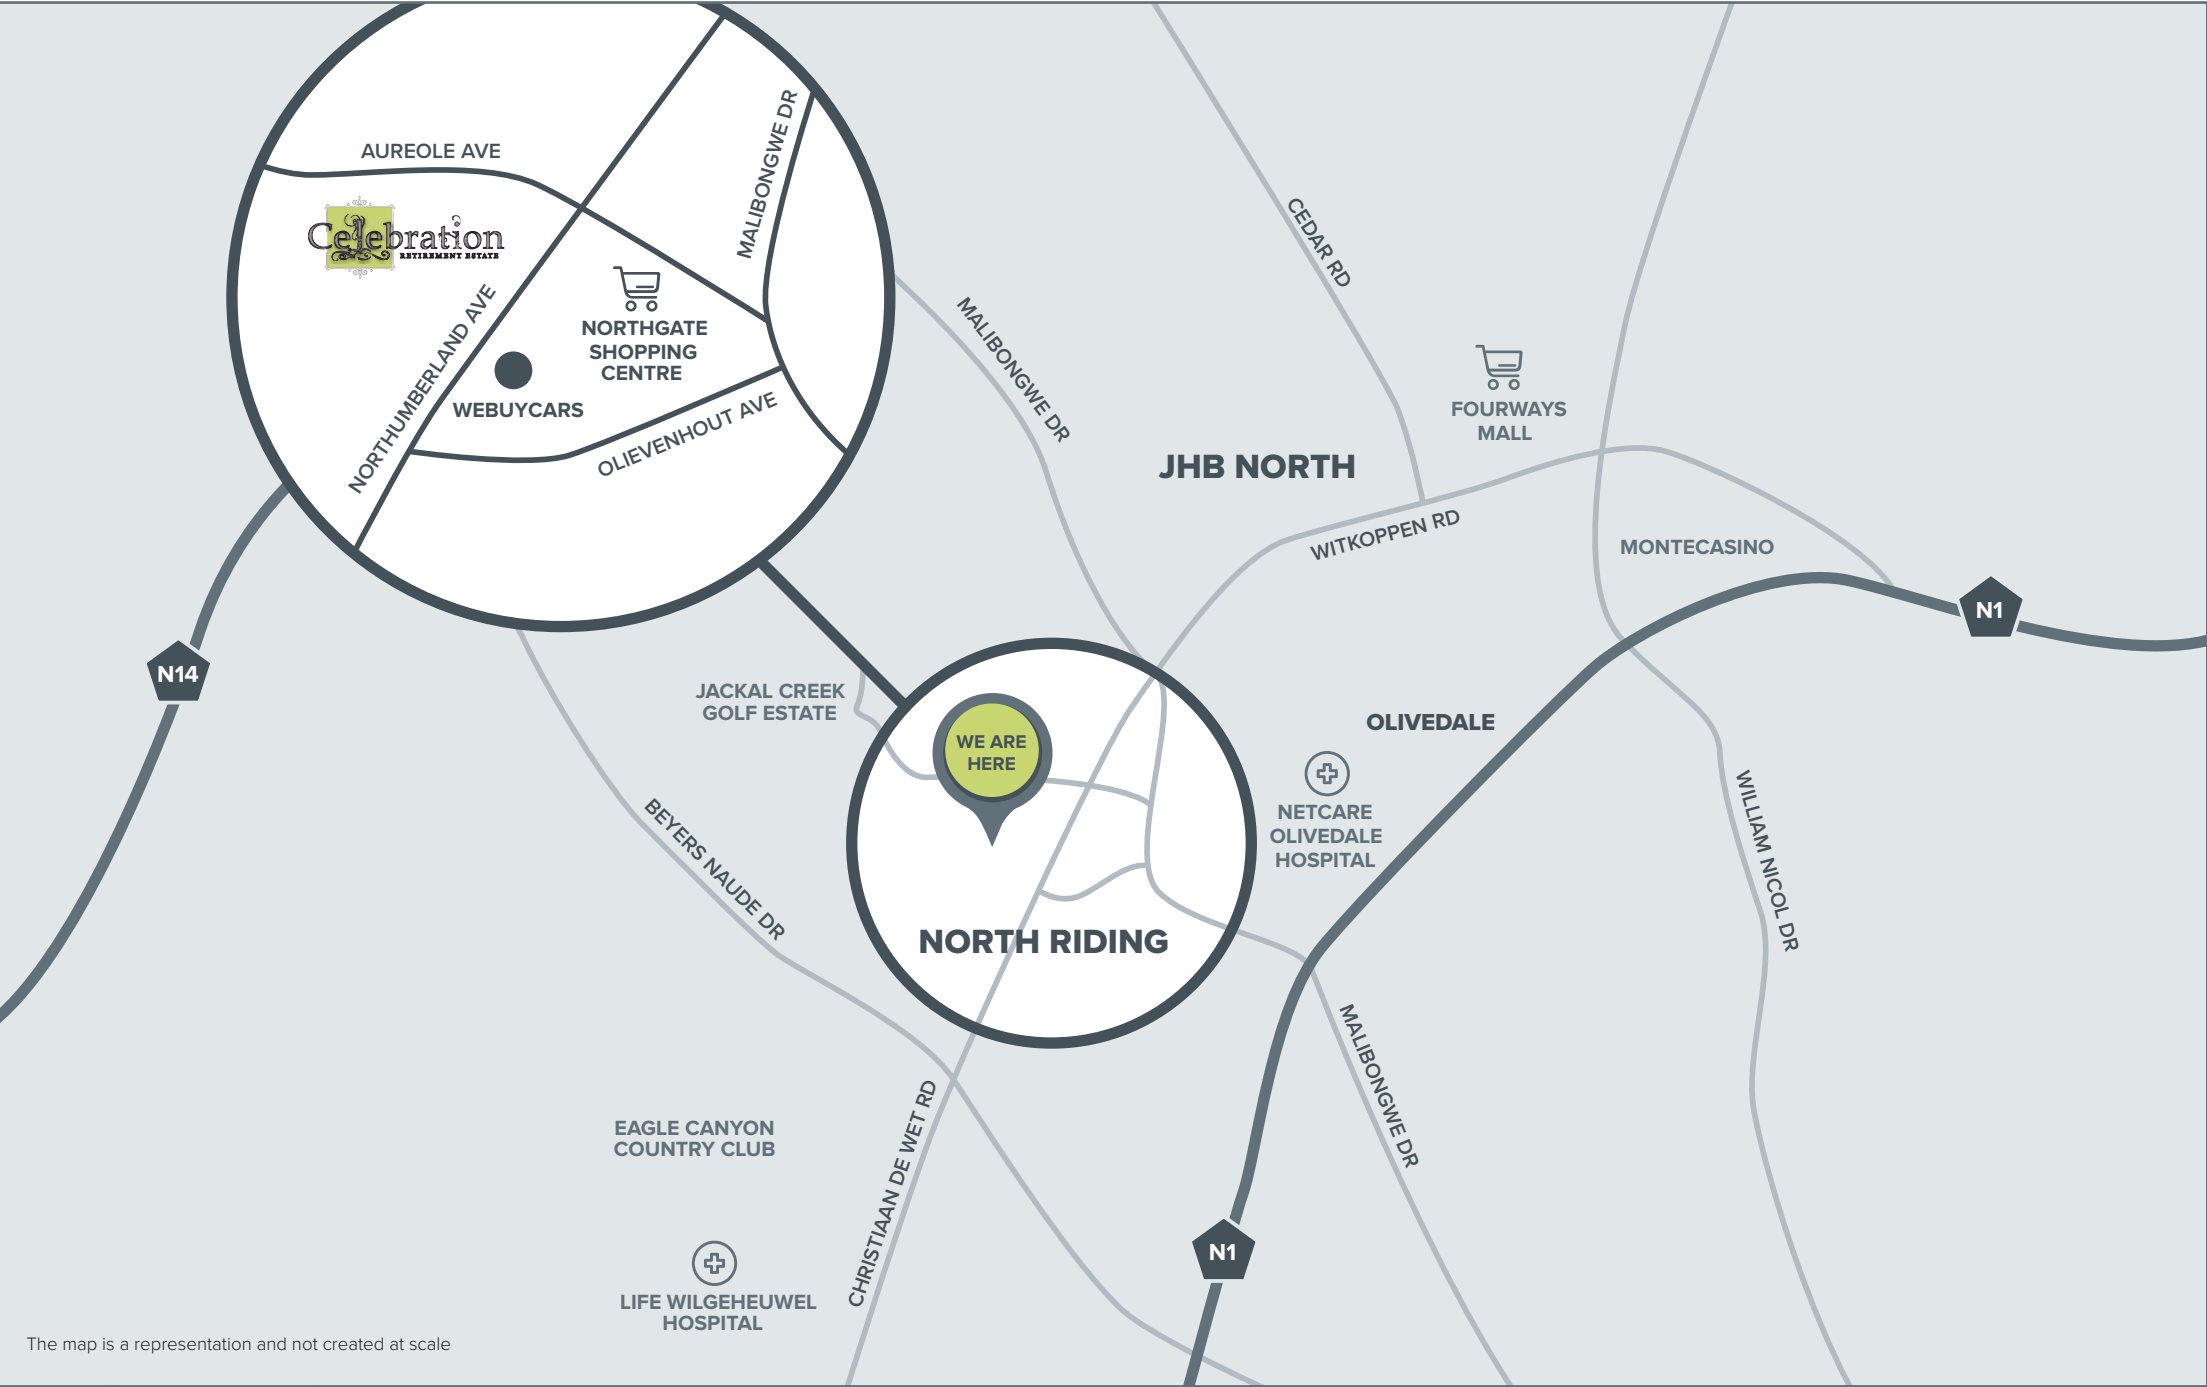 AUREOLE AVE
MALIBONGWE DR
Celebration
RETIREMENT ESTATE
NORTHUMBERLAND AVE
NORTHGATE
SHOPPING
CENTRE
WEBUYCARS
OLIEVENHOUT AVE
CEDAR RD
MALIBONGWE DR
FOURWAYS
MALL
JHB NORTH
WITKOPPEN RD
MONTECASINO
N1
N14
JACKAL CREEK
GOLF ESTATE
WE ARE
HERE
OLIVEDALE
NETCARE
OLIVEDALE
HOSPITAL
WILLIAM NICOL DR
BEYERS NAUDE DR
NORTH RIDING
MALIBONGWE DR
CHRISTIAAN DE WET RD
EAGLE CANYON
COUNTRY CLUB
N1
LIFE WILGEHEUWEL
HOSPITAL
The map is a representation and not created at scale